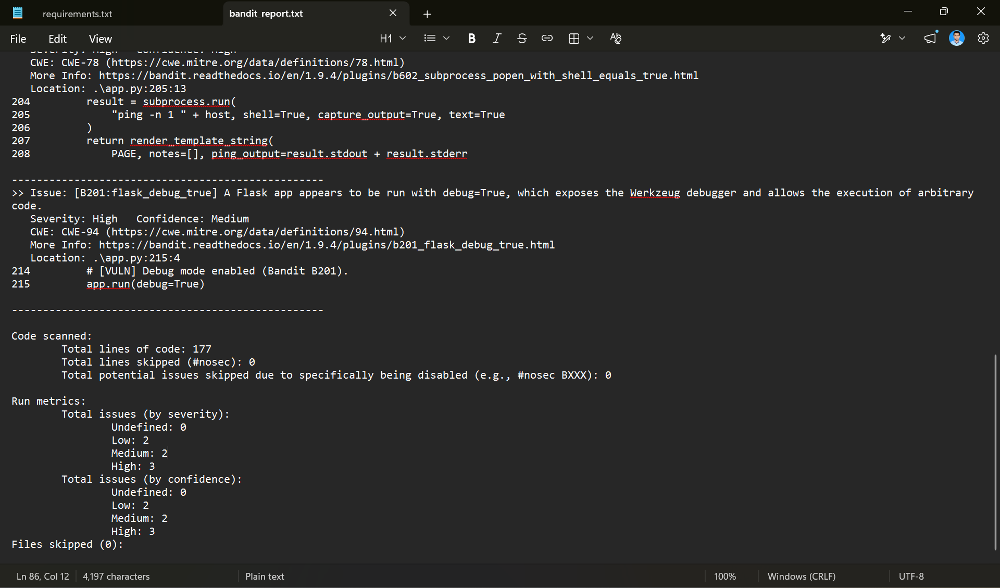 requirements.txt
bandit_report.txt
File Edit View H1
Severity: High   Confidence: High
CWE: CWE-78 (https://cwe.mitre.org/data/definitions/78.html)
More Info: https://bandit.readthedocs.io/en/1.9.4/plugins/b602_subprocess_popen_with_shell_equals_true.html
Location: .\app.py:205:13
204         result = subprocess.run(
205             "ping -n 1 " + host, shell=True, capture_output=True, text=True
206         )
207         return render_template_string(
208             PAGE, notes=[], ping_output=result.stdout + result.stderr
--------------------------------------------------
>> Issue: [B201:flask_debug_true] A Flask app appears to be run with debug=True, which exposes the Werkzeug debugger and allows the execution of arbitrary
code.
Severity: High   Confidence: Medium
CWE: CWE-94 (https://cwe.mitre.org/data/definitions/94.html)
More Info: https://bandit.readthedocs.io/en/1.9.4/plugins/b201_flask_debug_true.html
Location: .\app.py:215:4
214         # [VULN] Debug mode enabled (Bandit B201).
215         app.run(debug=True)
--------------------------------------------------
Code scanned:
Total lines of code: 177
Total lines skipped (#nosec): 0
Total potential issues skipped due to specifically being disabled (e.g., #nosec BXXX): 0
Run metrics:
Total issues (by severity):
Undefined: 0
Low: 2
Medium: 2
High: 3
Total issues (by confidence):
Undefined: 0
Low: 2
Medium: 2
High: 3
Files skipped (0):
Ln 86, Col 12 4,197 characters Plain text 100% Windows (CRLF) UTF-8